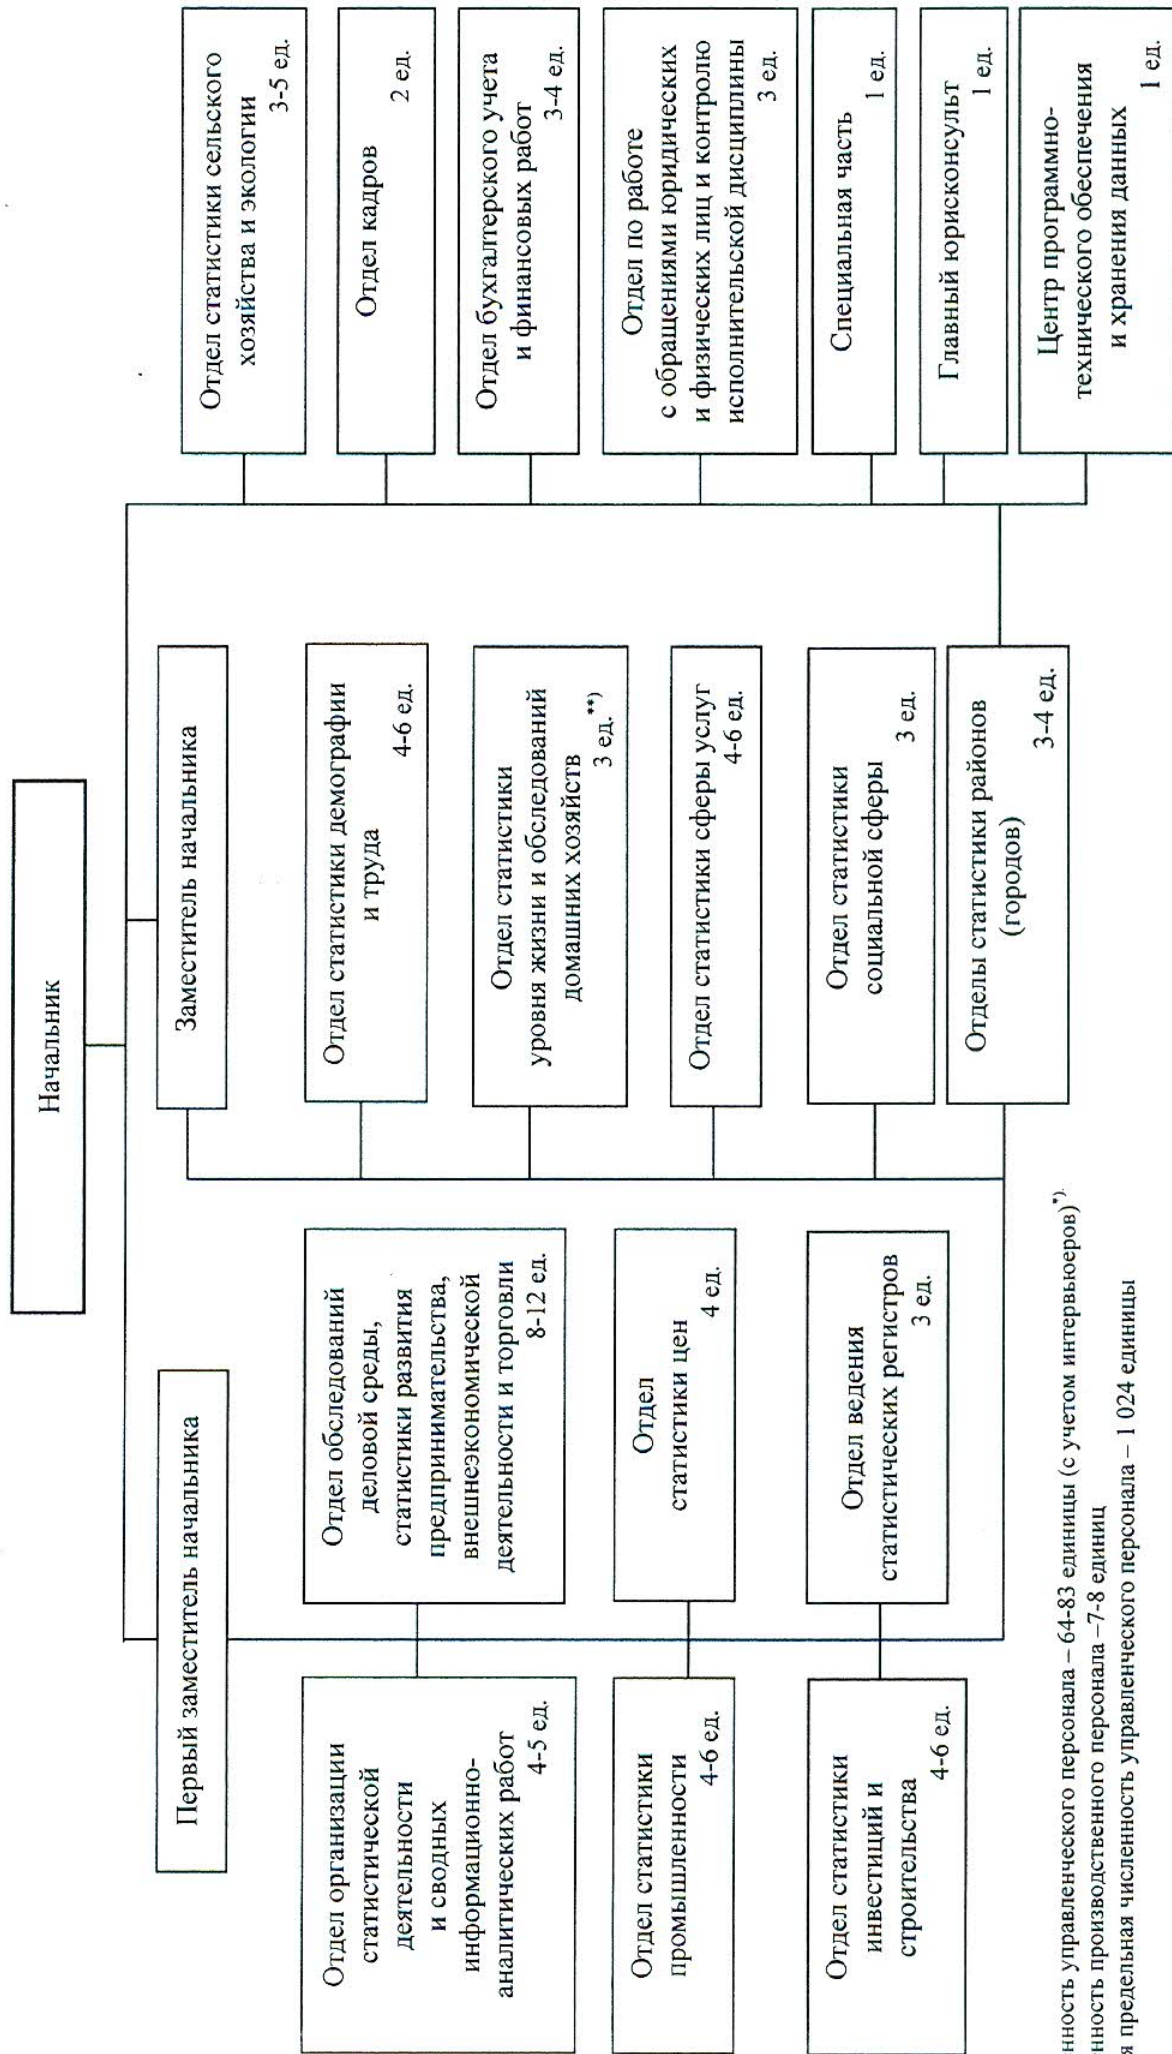 Начальник
Первый заместитель начальника
Заместитель начальника
Отдел организации
статистической
деятельности
и сводных
информационно-
аналитических работ
4-5 ед.
Отдел статистики
промышленности
4-6 ед.
Отдел статистики
инвестиций и
строительства
4-6 ед.
Отдел обследований
деловой среды,
статистики развития
предпринимательства,
внешнеэкономической
деятельности и торговли
8-12 ед.
Отдел
статистики цен
4 ед.
Отдел ведения
статистических регистров
3 ед.
Отдел статистики демографии
и труда
4-6 ед.
Отдел статистики
уровня жизни и обследований
домашних хозяйств
3 ед.**)
Отдел статистики сферы услуг
4-6 ед.
Отдел статистики
социальной сферы
3 ед.
Отделы статистики районов
(городов)
3-4 ед.
Отдел статистики сельского
хозяйства и экологии
3-5 ед.
Отдел кадров
2 ед.
Отдел бухгалтерского учета
и финансовых работ
3-4 ед.
Отдел по работе
с обращениями юридических
и физических лиц и контролю
исполнительской дисциплины
3 ед.
Специальная часть
1 ед.
Главный юрисконсульт
1 ед.
Центр программно-
технического обеспечения
и хранения данных
1 ед.
нность управленческого персонала – 64-83 единицы (с учетом интервьюеров)*).
нность производственного персонала –7-8 единиц
я предельная численность управленческого персонала – 1 024 единицы